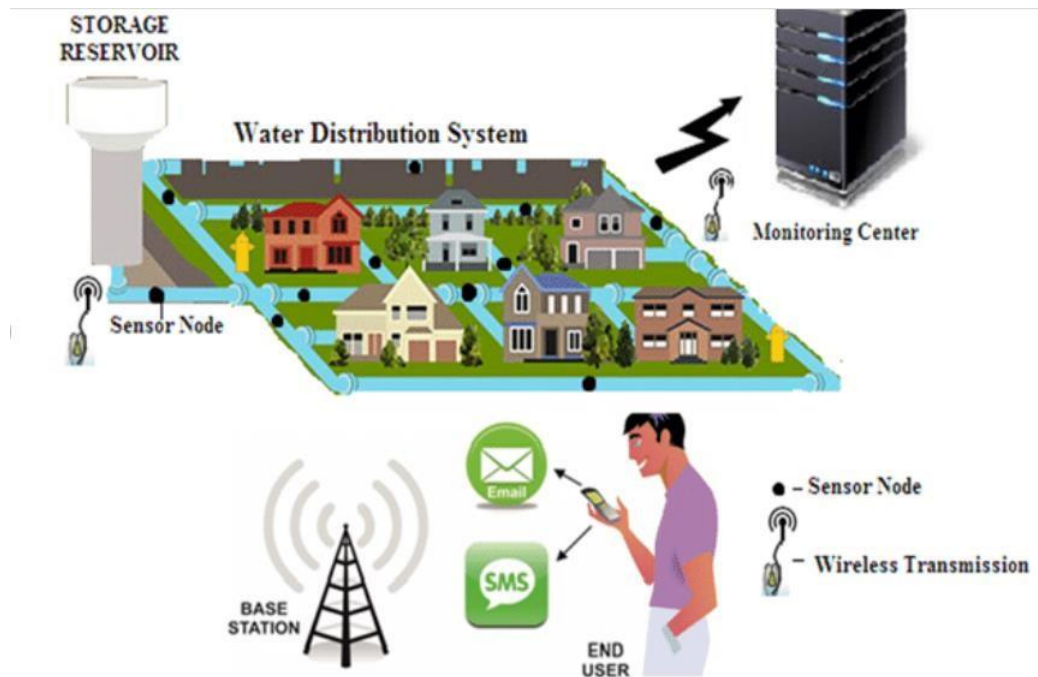 STORAGE
RESERVOIR
Water Distribution System
Monitoring Center
Sensor Node
Email
SMS
BASE
STATION
END
USER
– Sensor Node
– Wireless Transmission